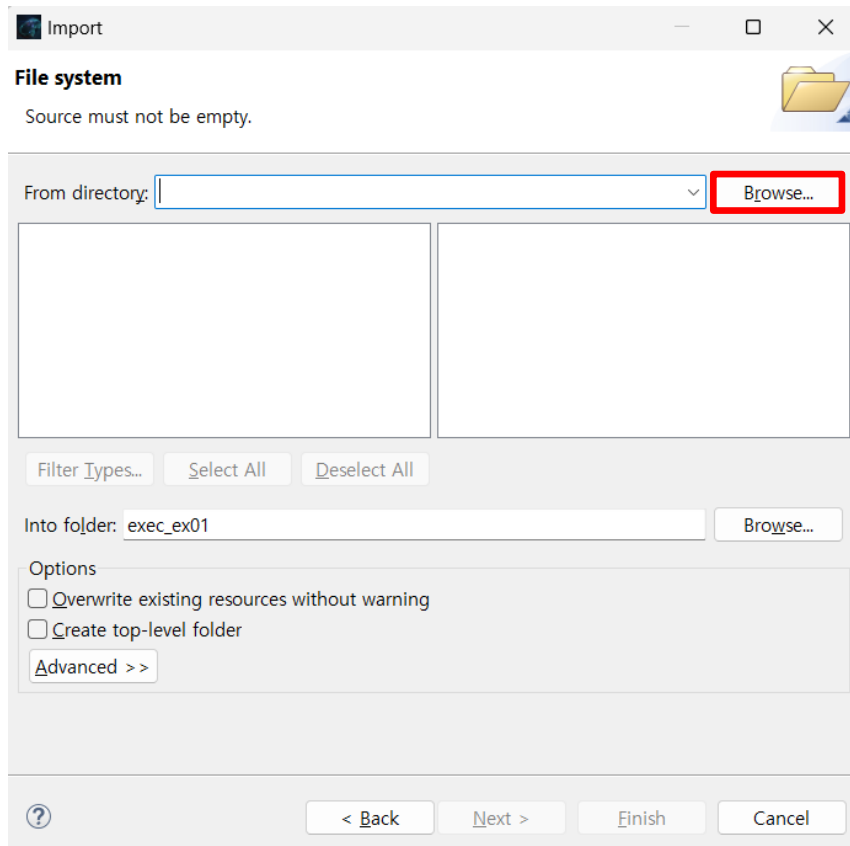 Import
File system
Source must not be empty.
From directory: Browse...
Filter Types... Select All Deselect All
Into folder: exec_ex01 Browse...
Options
Overwrite existing resources without warning
Create top-level folder
Advanced >>
? < Back Next > Finish Cancel